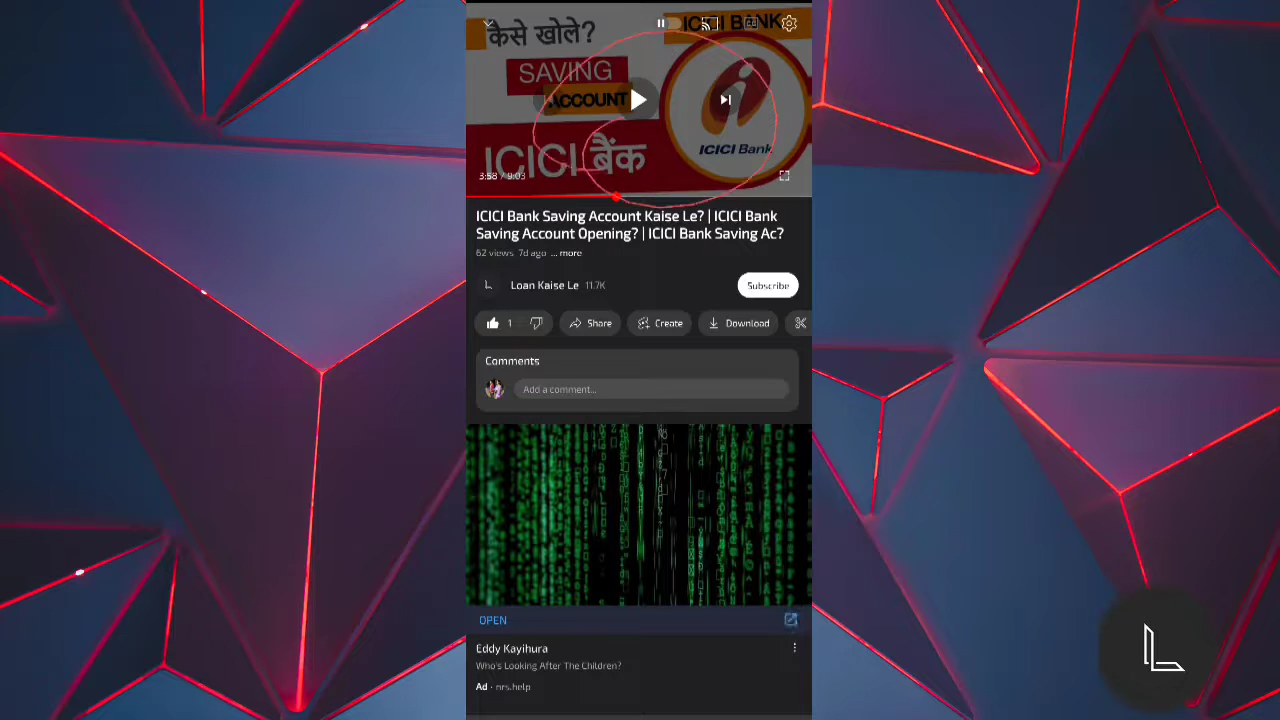 कैसे खोले?
ICICI BANK
SAVING
ACCOUNT
ICICI Bank
ICICI बैंक
3:58 / 9:03
ICICI Bank Saving Account Kaise Le? | ICICI Bank
Saving Account Opening? | ICICI Bank Saving Ac?
62 views 7d ago ... more
Loan Kaise Le 11.7K
Subscribe
1
Share
Create
Download
Comments
Add a comment...
OPEN
Eddy Kayihura
Who's Looking After The Children?
Ad · nrs.help